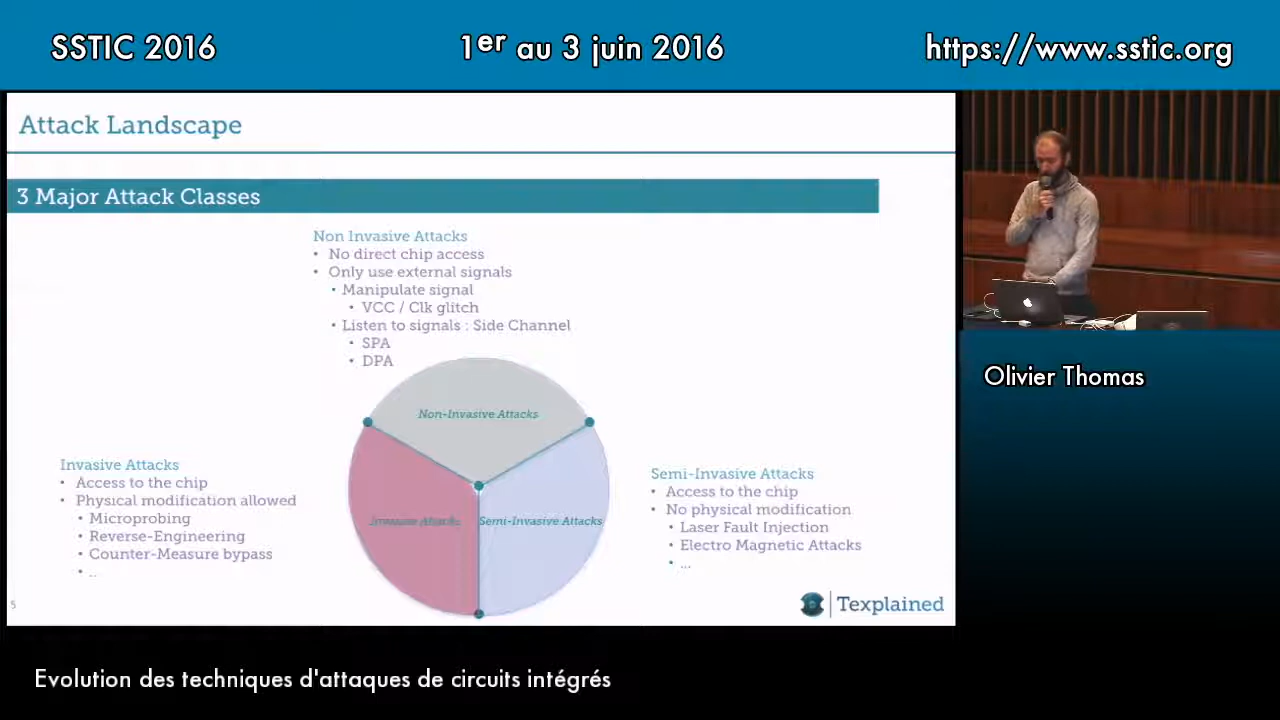 SSTIC 2016
1er au 3 juin 2016
https://www.sstic.org
Attack Landscape
3 Major Attack Classes
Non Invasive Attacks
• No direct chip access
• Only use external signals
• Manipulate signal
• VCC / Clk glitch
• Listen to signals : Side Channel
• SPA
• DPA
Non-Invasive Attacks
Invasive Attacks
• Access to the chip
• Physical modification allowed
• Microprobing
• Reverse-Engineering
• Counter-Measure bypass
• ...
Invasive Attacks
Semi-Invasive Attacks
Semi-Invasive Attacks
• Access to the chip
• No physical modification
• Laser Fault Injection
• Electro Magnetic Attacks
• ...
5
Texplained
Olivier Thomas
Evolution des techniques d'attaques de circuits intégrés